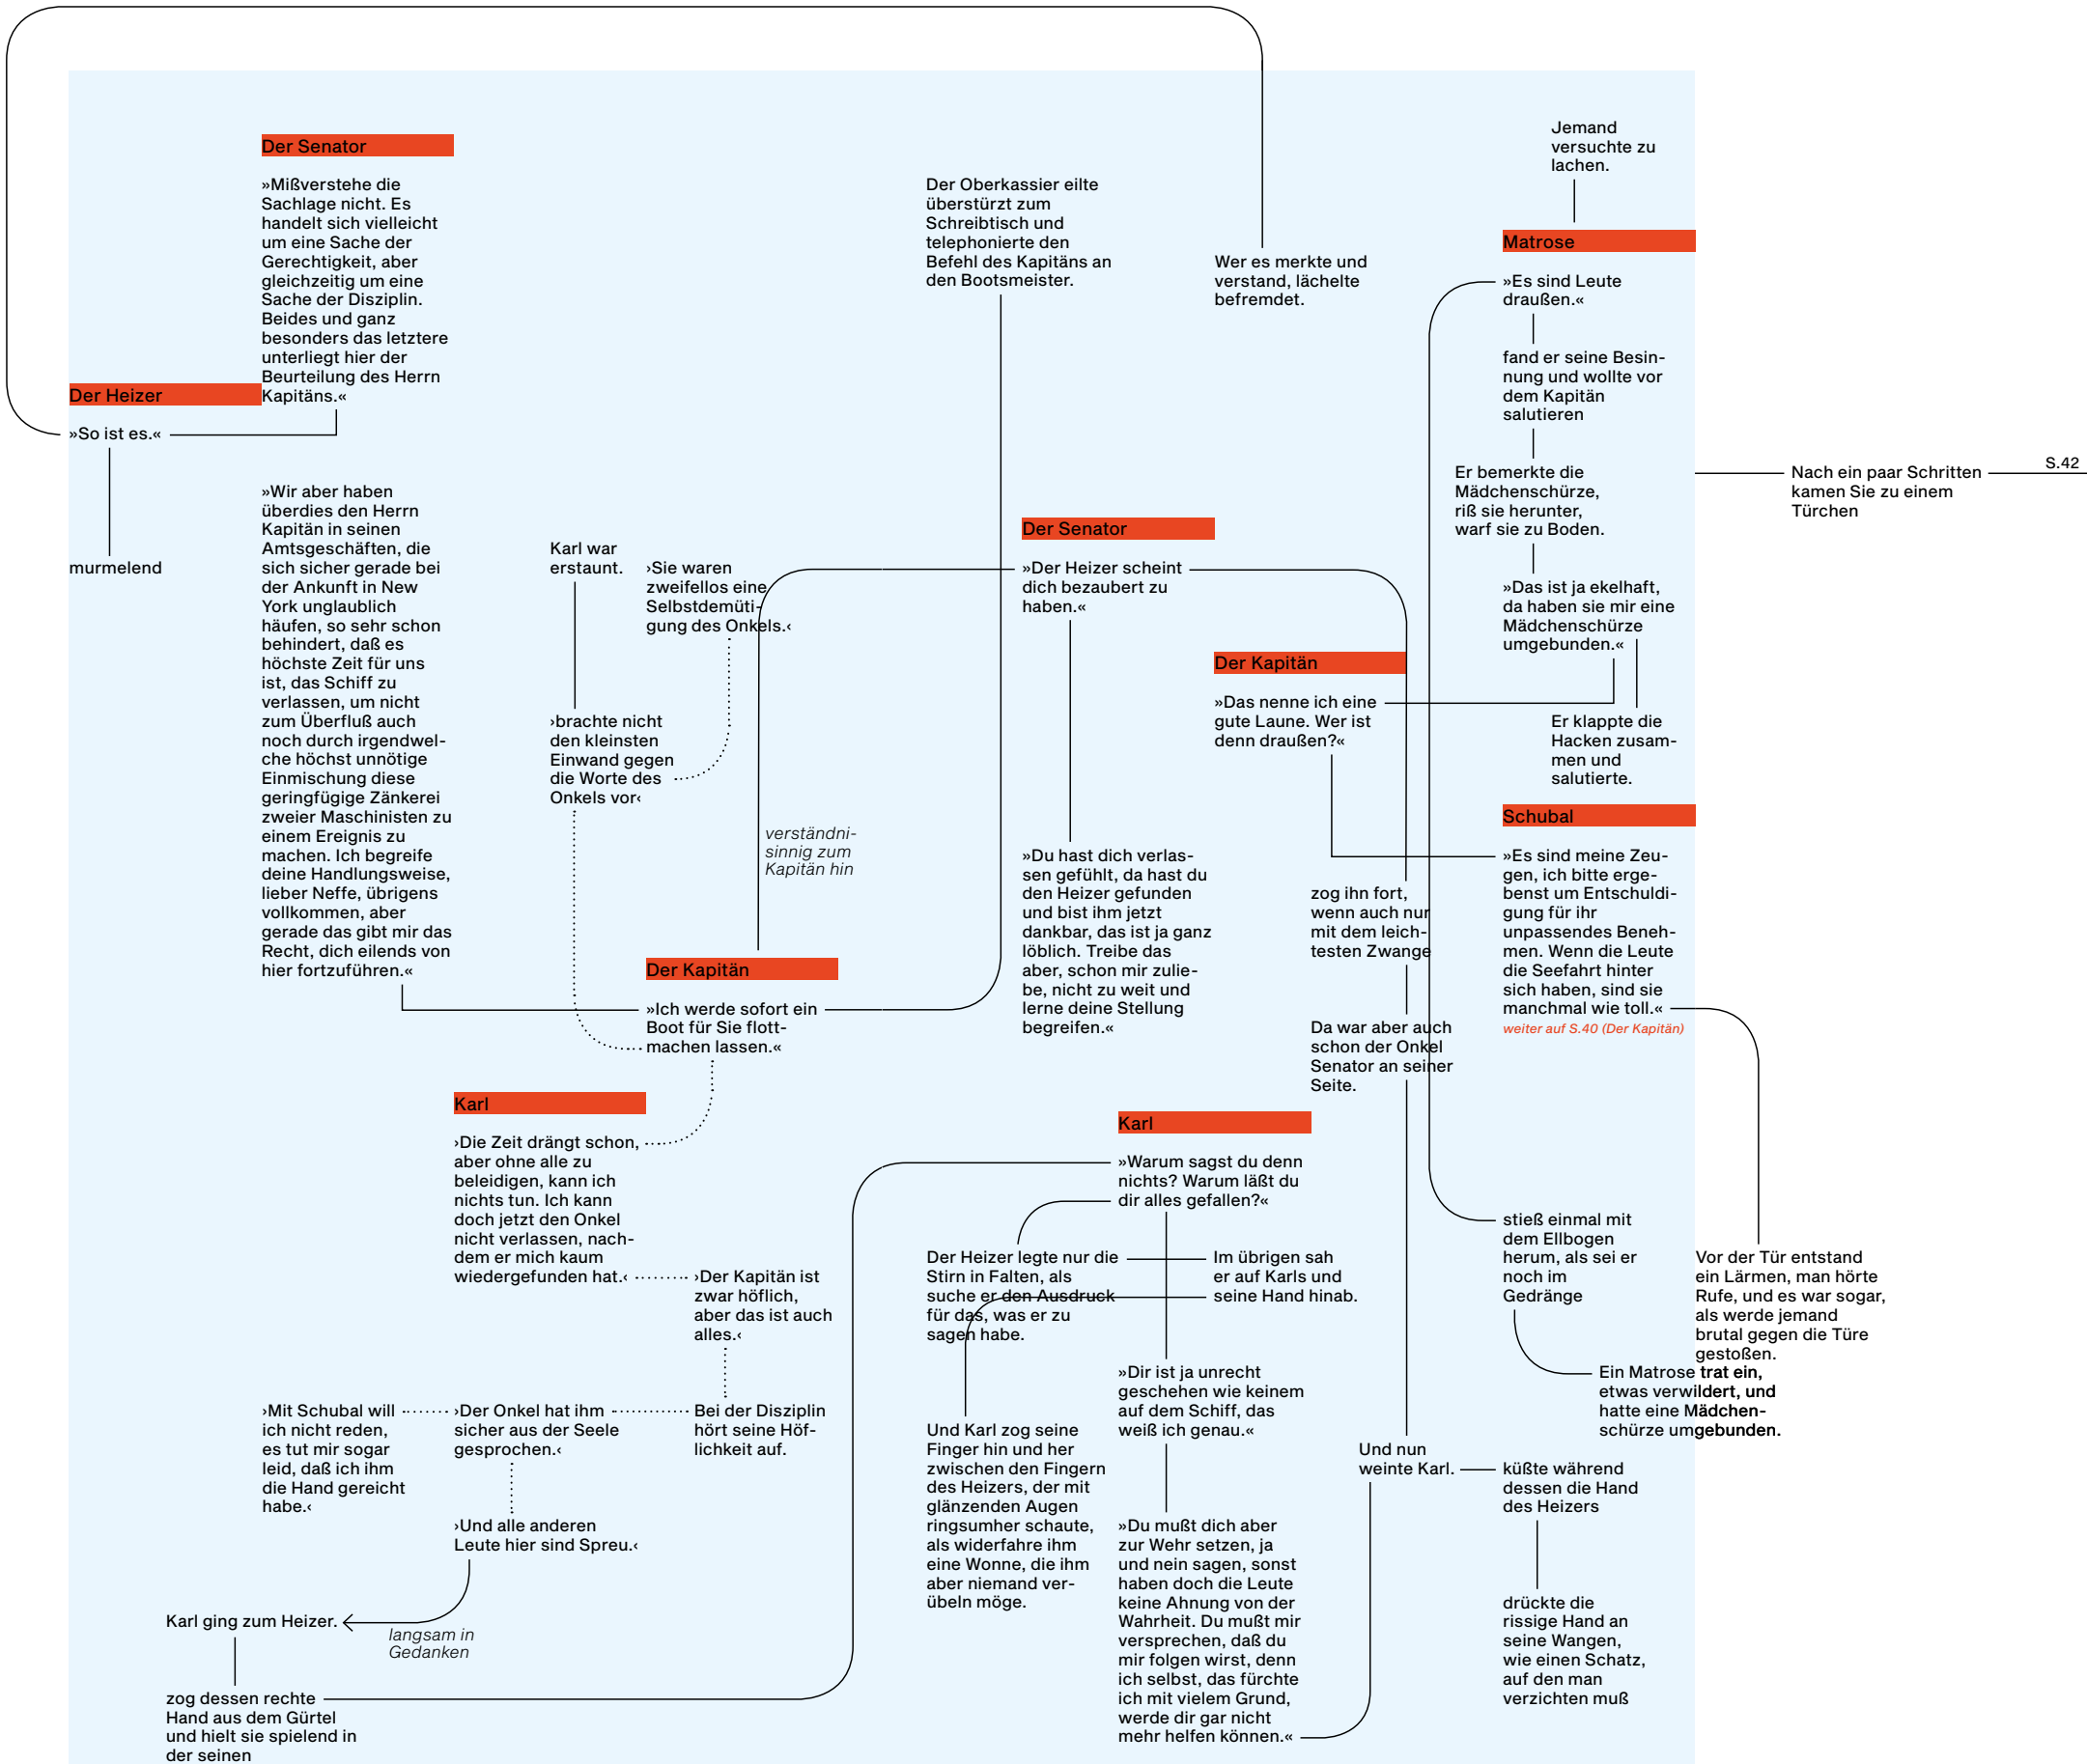 Der Senator
»Mißverstehe die
Sachlage nicht. Es
handelt sich vielleicht
um eine Sache der
Gerechtigkeit, aber
gleichzeitig um eine
Sache der Disziplin.
Beides und ganz
besonders das letztere
unterliegt hier der
Beurteilung des Herrn
Kapitäns.«
Der Heizer
»So ist es.«
murmelend
»Wir aber haben
überdies den Herrn
Kapitän in seinen
Amtsgeschäften, die
sich sicher gerade bei
der Ankunft in New
York unglaublich
häufen, so sehr schon
behindert, daß es
höchste Zeit für uns
ist, das Schiff zu
verlassen, um nicht
zum Überfluß auch
noch durch irgendwel-
che höchst unnötige
Einmischung diese
geringfügige Zänkerei
zweier Maschinisten zu
einem Ereignis zu
machen. Ich begreife
deine Handlungsweise,
lieber Neffe, übrigens
vollkommen, aber
gerade das gibt mir das
Recht, dich eilends von
hier fortzuführen.«
Karl war
erstaunt.
›Sie waren
zweifellos eine
Selbstdemüti-
gung des Onkels.‹
›brachte nicht
den kleinsten
Einwand gegen
die Worte des
Onkels vor‹
verständni-
sinnig zum
Kapitän hin
Der Kapitän
»Ich werde sofort ein
Boot für Sie flott-
machen lassen.«
Der Oberkassier eilte
überstürzt zum
Schreibtisch und
telephonierte den
Befehl des Kapitäns an
den Bootsmeister.
Karl
›Die Zeit drängt schon,
aber ohne alle zu
beleidigen, kann ich
nichts tun. Ich kann
doch jetzt den Onkel
nicht verlassen, nach-
dem er mich kaum
wiedergefunden hat.‹
›Der Kapitän ist
zwar höflich,
aber das ist auch
alles.‹
Bei der Disziplin
hört seine Höf-
lichkeit auf.
›Der Onkel hat ihm
sicher aus der Seele
gesprochen.‹
›Mit Schubal will
ich nicht reden,
es tut mir sogar
leid, daß ich ihm
die Hand gereicht
habe.‹
›Und alle anderen
Leute hier sind Spreu.‹
Karl ging zum Heizer.
langsam in
Gedanken
zog dessen rechte
Hand aus dem Gürtel
und hielt sie spielend in
der seinen
Wer es merkte und
verstand, lächelte
befremdet.
Der Senator
»Der Heizer scheint
dich bezaubert zu
haben.«
»Du hast dich verlas-
sen gefühlt, da hast du
den Heizer gefunden
und bist ihm jetzt
dankbar, das ist ja ganz
löblich. Treibe das
aber, schon mir zulie-
be, nicht zu weit und
lerne deine Stellung
begreifen.«
Karl
»Warum sagst du denn
nichts? Warum läßt du
dir alles gefallen?«
Der Heizer legte nur die
Stirn in Falten, als
suche er den Ausdruck
für das, was er zu
sagen habe.
Im übrigen sah
er auf Karls und
seine Hand hinab.
Und Karl zog seine
Finger hin und her
zwischen den Fingern
des Heizers, der mit
glänzenden Augen
ringsumher schaute,
als widerfahre ihm
eine Wonne, die ihm
aber niemand ver-
übeln möge.
»Dir ist ja unrecht
geschehen wie keinem
auf dem Schiff, das
weiß ich genau.«
»Du mußt dich aber
zur Wehr setzen, ja
und nein sagen, sonst
haben doch die Leute
keine Ahnung von der
Wahrheit. Du mußt mir
versprechen, daß du
mir folgen wirst, denn
ich selbst, das fürchte
ich mit vielem Grund,
werde dir gar nicht
mehr helfen können.«
Und nun
weinte Karl.
küßte während
dessen die Hand
des Heizers
drückte die
rissige Hand an
seine Wangen,
wie einen Schatz,
auf den man
verzichten muß
Da war aber auch
schon der Onkel
Senator an seiner
Seite.
zog ihn fort,
wenn auch nur
mit dem leich-
testen Zwange
Jemand
versuchte zu
lachen.
Matrose
»Es sind Leute
draußen.«
fand er seine Besin-
nung und wollte vor
dem Kapitän
salutieren
Er bemerkte die
Mädchenschürze,
riß sie herunter,
warf sie zu Boden.
»Das ist ja ekelhaft,
da haben sie mir eine
Mädchenschürze
umgebunden.«
Er klappte die
Hacken zusam-
men und
salutierte.
Der Kapitän
»Das nenne ich eine
gute Laune. Wer ist
denn draußen?«
Schubal
»Es sind meine Zeu-
gen, ich bitte erge-
benst um Entschuldi-
gung für ihr
unpassendes Beneh-
men. Wenn die Leute
die Seefahrt hinter
sich haben, sind sie
manchmal wie toll.«
weiter auf S.40 (Der Kapitän)
stieß einmal mit
dem Ellbogen
herum, als sei er
noch im
Gedränge
Vor der Tür entstand
ein Lärmen, man hörte
Rufe, und es war sogar,
als werde jemand
brutal gegen die Türe
gestoßen.
Ein Matrose trat ein,
etwas verwildert, und
hatte eine Mädchen-
schürze umgebunden.
Nach ein paar Schritten
kamen Sie zu einem
Türchen
S.42